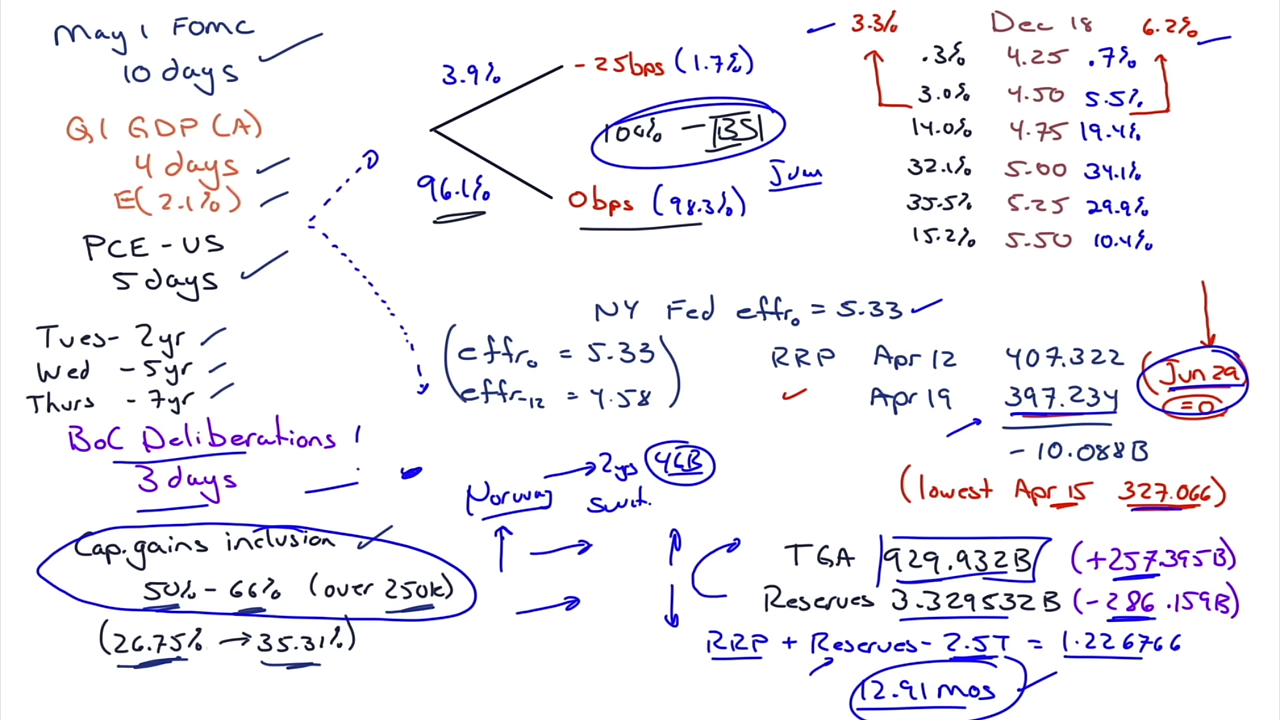 May 1 FOMC
10 days
Q1 GDP (A)
4 days
E(2.1%)
PCE - US
5 days
Tues - 2yr
Wed - 5yr
Thurs - 7yr
BoC Deliberations
3 days
Cap. gains inclusion
50% - 66% (over 250k)
(26.75% → 35.31%)
3.9%
-25bps (1.7%)
100% - 1351
96.1%
0bps (98.3%)
Jun
3.3% Dec 18 6.2%
.3% 4.25 .7%
3.0% 4.50 5.5%
14.0% 4.75 19.4%
32.1% 5.00 34.1%
35.5% 5.25 29.9%
15.2% 5.50 10.4%
NY Fed effr₀ = 5.33
(effr₀ = 5.33
effr₋₁₂ = 4.58)
RRP Apr 12 407.322
Apr 19 397.234
-10.088B
(Jun 29
=0)
(lowest Apr 15 327.066)
Norway → 2yrs
TGA 929.932B (+257.395B)
Reserves 3.329532B (-286.159B)
RRP + Reserves - 2.5T = 1.226766
12.91 mos